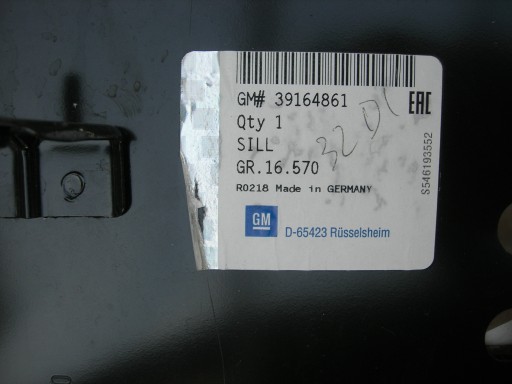 GM# 39164861
EAC
Qty 1
SILL
GR.16.570
R0218 Made in GERMANY
GM
D-65423 Rüsselsheim
S546193552